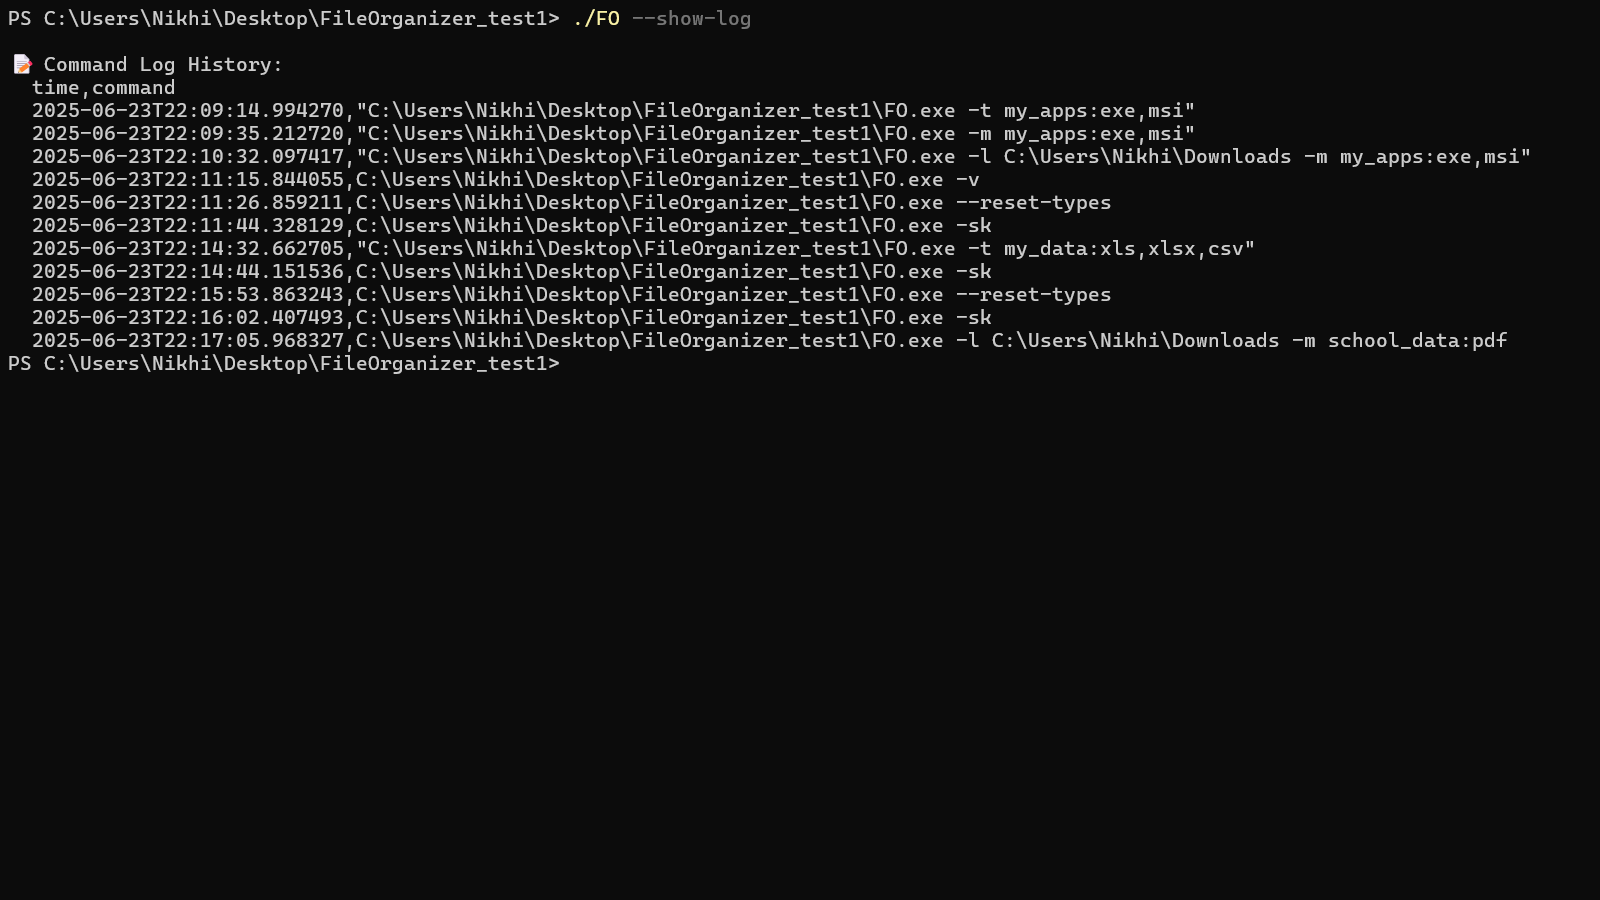 PS C:\Users\Nikhi\Desktop\FileOrganizer_test1> ./FO --show-log
📝 Command Log History:
time,command
2025-06-23T22:09:14.994270,"C:\Users\Nikhi\Desktop\FileOrganizer_test1\FO.exe -t my_apps:exe,msi"
2025-06-23T22:09:35.212720,"C:\Users\Nikhi\Desktop\FileOrganizer_test1\FO.exe -m my_apps:exe,msi"
2025-06-23T22:10:32.097417,"C:\Users\Nikhi\Desktop\FileOrganizer_test1\FO.exe -l C:\Users\Nikhi\Downloads -m my_apps:exe,msi"
2025-06-23T22:11:15.844055,C:\Users\Nikhi\Desktop\FileOrganizer_test1\FO.exe -v
2025-06-23T22:11:26.859211,C:\Users\Nikhi\Desktop\FileOrganizer_test1\FO.exe --reset-types
2025-06-23T22:11:44.328129,C:\Users\Nikhi\Desktop\FileOrganizer_test1\FO.exe -sk
2025-06-23T22:14:32.662705,"C:\Users\Nikhi\Desktop\FileOrganizer_test1\FO.exe -t my_data:xls,xlsx,csv"
2025-06-23T22:14:44.151536,C:\Users\Nikhi\Desktop\FileOrganizer_test1\FO.exe -sk
2025-06-23T22:15:53.863243,C:\Users\Nikhi\Desktop\FileOrganizer_test1\FO.exe --reset-types
2025-06-23T22:16:02.407493,C:\Users\Nikhi\Desktop\FileOrganizer_test1\FO.exe -sk
2025-06-23T22:17:05.968327,C:\Users\Nikhi\Desktop\FileOrganizer_test1\FO.exe -l C:\Users\Nikhi\Downloads -m school_data:pdf
PS C:\Users\Nikhi\Desktop\FileOrganizer_test1>